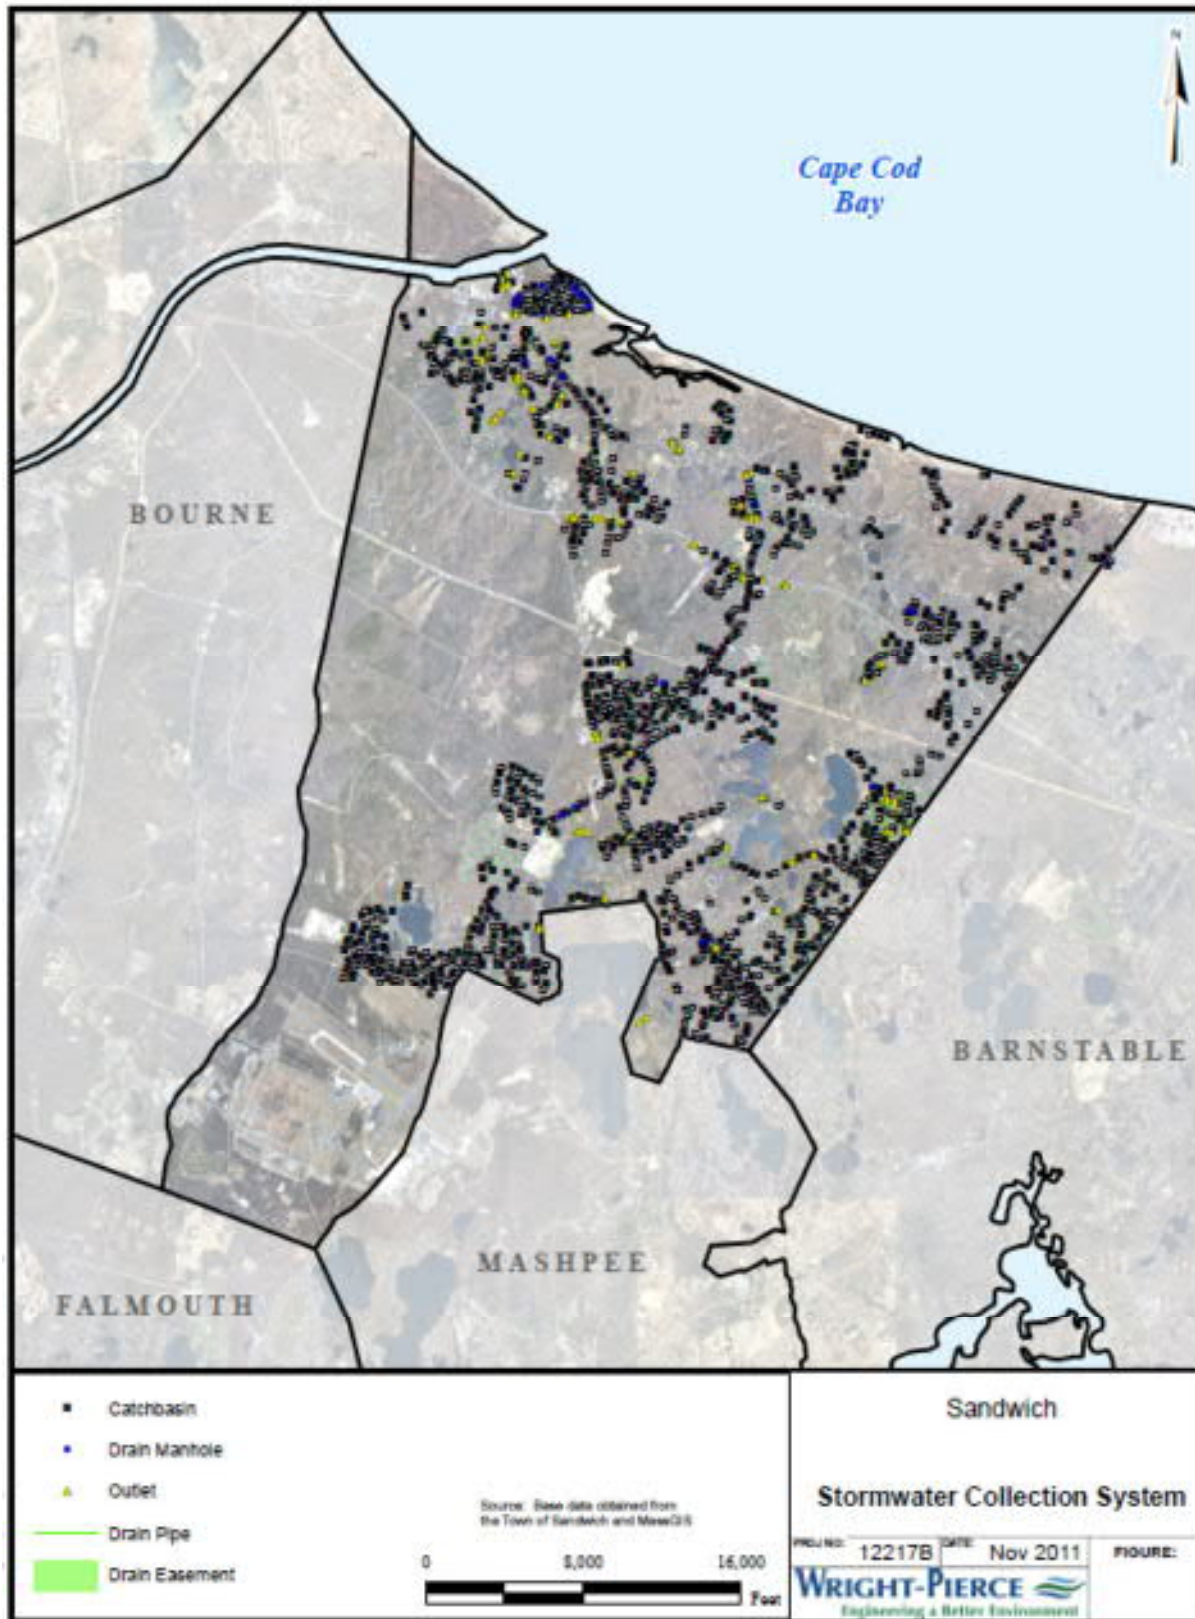 N
Cape Cod
Bay
BOURNE
BARNSTABLE
MASHPEE
FALMOUTH
Catchbasin
Drain Manhole
Outlet
Drain Pipe
Drain Easement
Source: Base data obtained from
the Town of Sandwich and MassGIS
0 8,000 16,000
Feet
Sandwich
Stormwater Collection System
PROJ NO: 12217B DATE: Nov 2011 FIGURE:
WRIGHT-PIERCE
Engineering a Better Environment